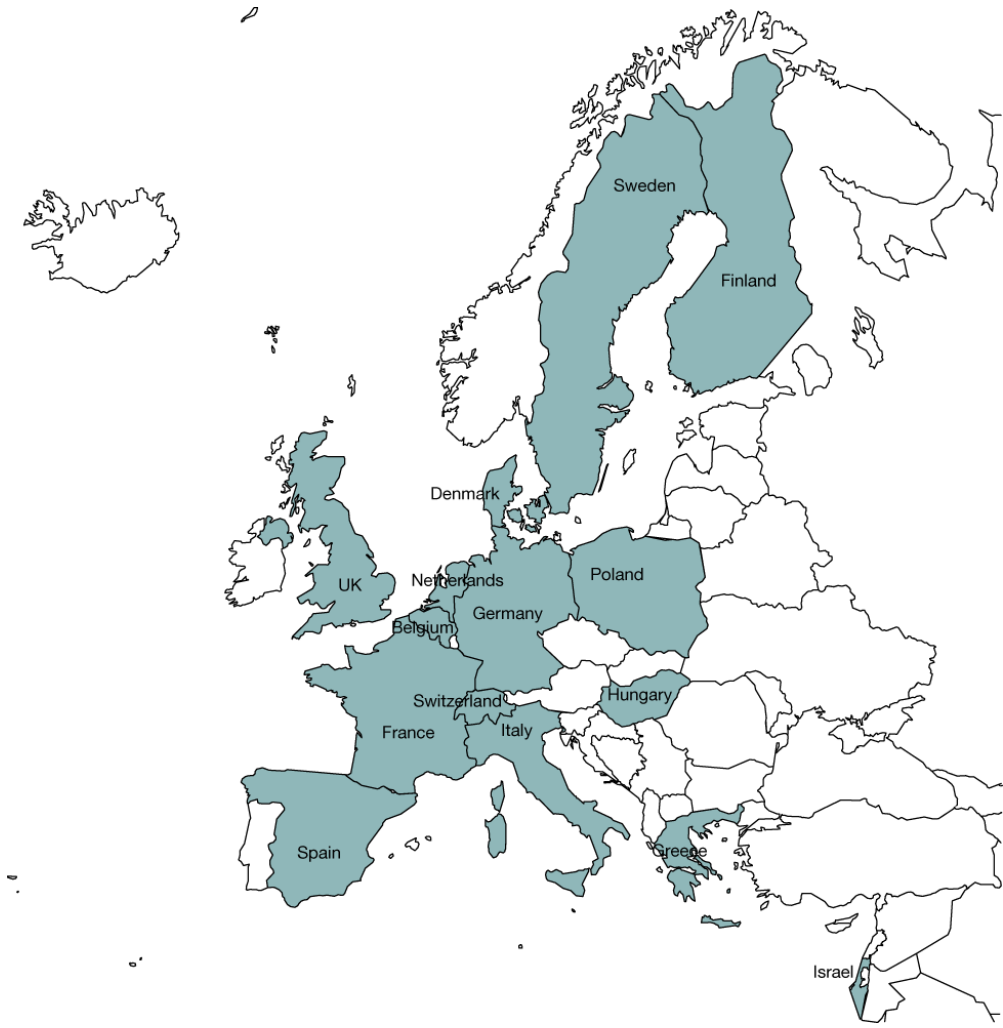 Sweden
Finland
Denmark
Poland
Netherlands
UK
Germany
Belgium
Hungary
Switzerland
Italy
France
Spain
Greece
Israel